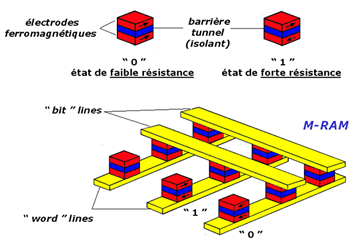 électrodes
ferromagnétiques
barrière
tunnel
(isolant)
“ 0 ”
état de faible résistance
“ 1 ”
état de forte résistance
“ bit ” lines
M-RAM
“ word ” lines
“ 1 ”
“ 0 ”